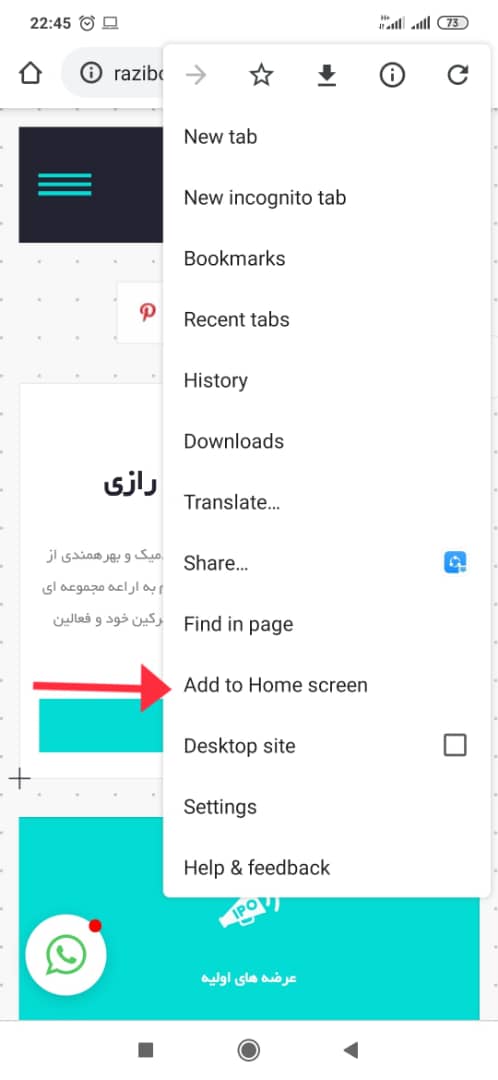 22:45
73
razib
New tab
New incognito tab
Bookmarks
Recent tabs
History
Downloads
Translate...
Share...
Find in page
Add to Home screen
Desktop site
Settings
Help & feedback
رازی
میک و بهرهمندی از
به اراعه مجموعه ای
رکین خود و فعالین
IPO
عرضه های اولیه